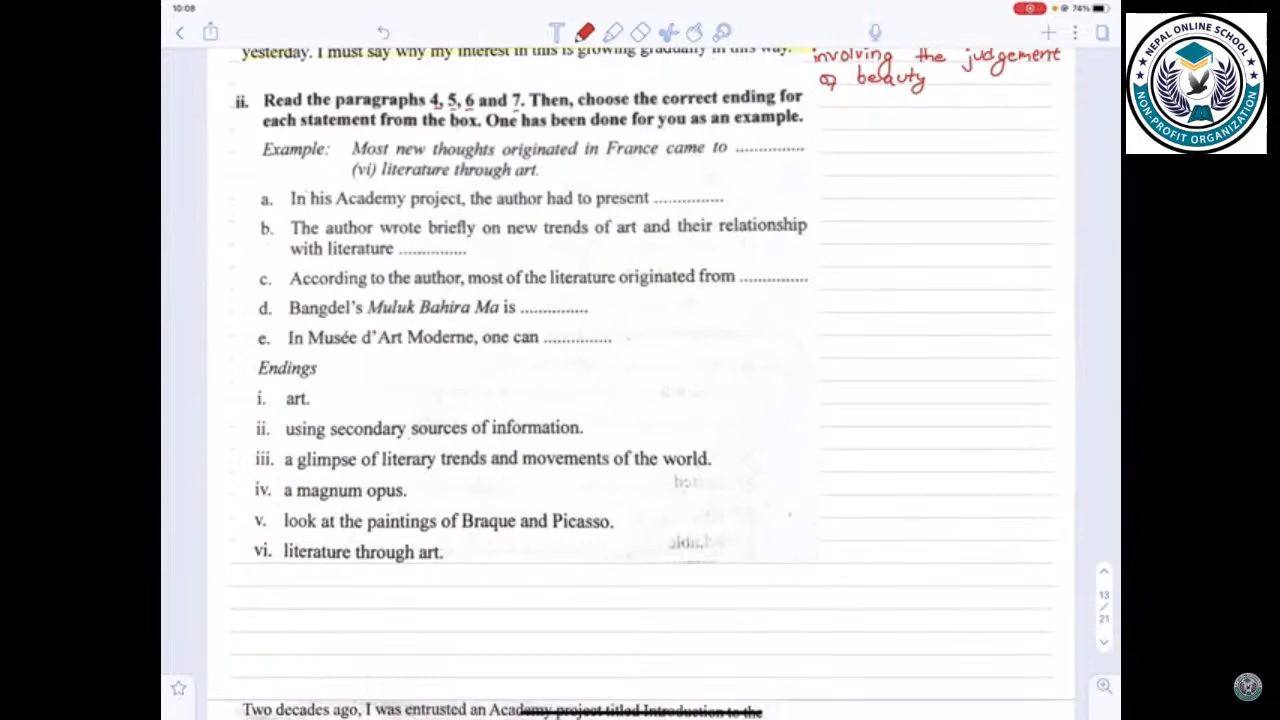 10:08
74%
yesterday. I must say why my interest in this is growing gradually in this way.
involving the judgement
of beauty
ii. Read the paragraphs 4, 5, 6 and 7. Then, choose the correct ending for
each statement from the box. One has been done for you as an example.
Example: Most new thoughts originated in France came to ..............
(vi) literature through art.
a. In his Academy project, the author had to present ..............
b. The author wrote briefly on new trends of art and their relationship
with literature ..............
c. According to the author, most of the literature originated from ..............
d. Bangdel's Muluk Bahira Ma is ..............
e. In Musée d'Art Moderne, one can ..............
Endings
i. art.
ii. using secondary sources of information.
iii. a glimpse of literary trends and movements of the world.
iv. a magnum opus.
v. look at the paintings of Braque and Picasso.
vi. literature through art.
13
/
21
Two decades ago, I was entrusted an Academy project titled Introduction to the
NEPAL ONLINE SCHOOL
NON-PROFIT ORGANIZATION